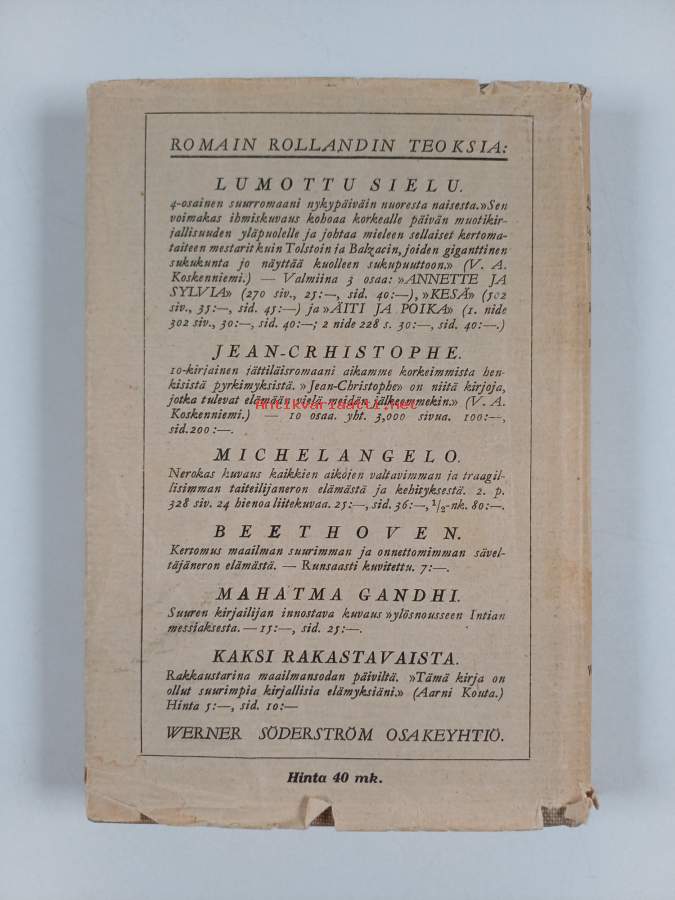 ROMAIN ROLLANDIN TEOKSIA:
LUMOTTU SIELU.
4-osainen suurromaani nykypäiväin nuoresta naisesta.»Sen
voimakas ihmiskuvaus kohoaa korkealle päivän muotikir-
jallisuuden yläpuolelle ja johtaa mieleen sellaiset kertoma-
taiteen mestarit kuin Tolstoin ja Balzacin, joiden giganttinen
sukukunta jo näyttää kuolleen sukupuuttoon.» (V. A.
Koskenniemi.) — Valmiina 3 osaa: »ANNETTE JA
SYLVIA» (270 siv., 25:—, sid. 40:—), »KESÄ» (502
siv., 35:—, sid. 45:—) ja »ÄITI JA POIKA» (1. nide
302 siv., 30:—, sid. 40:—; 2 nide 228 s. 30:—, sid. 40:—.)
JEAN-CRHISTOPHE.
10-kirjainen jättiläisromaani aikamme korkeimmista hen-
kisistä pyrkimyksistä. »Jean-Christophe» on niitä kirjoja,
jotka tulevat elämään vielä meidän jälkeemmekin.» (V. A.
Antikvariaatti.net
Koskenniemi.) — 10 osaa. yht. 3,000 sivua. 100:—,
sid. 200:—.
MICHELANGELO.
Nerokas kuvaus kaikkien aikojen valtavimman ja traagil-
lisimman taiteilijaneron elämästä ja kehityksestä. 2. p.
328 siv. 24 hienoa liitekuvaa. 25:—, sid. 36:—, 1/2-nk. 80:—.
BEETHOVEN.
Kertomus maailman suurimman ja onnettomimman sävel-
täjäneron elämästä. — Runsaasti kuvitettu. 7:—.
MAHATMA GANDHI.
Suuren kirjailijan innostava kuvaus »ylösnousseen Intian
messiaksesta. — 15:—, sid. 25:—.
KAKSI RAKASTAVAISTA.
Rakkaustarina maailmansodan päiviltä. »Tämä kirja on
ollut suurimpia kirjallisia elämyksiäni.» (Aarni Kouta.)
Hinta 5:—, sid. 10:—
WERNER SÖDERSTRÖM OSAKEYHTIÖ.
Hinta 40 mk.